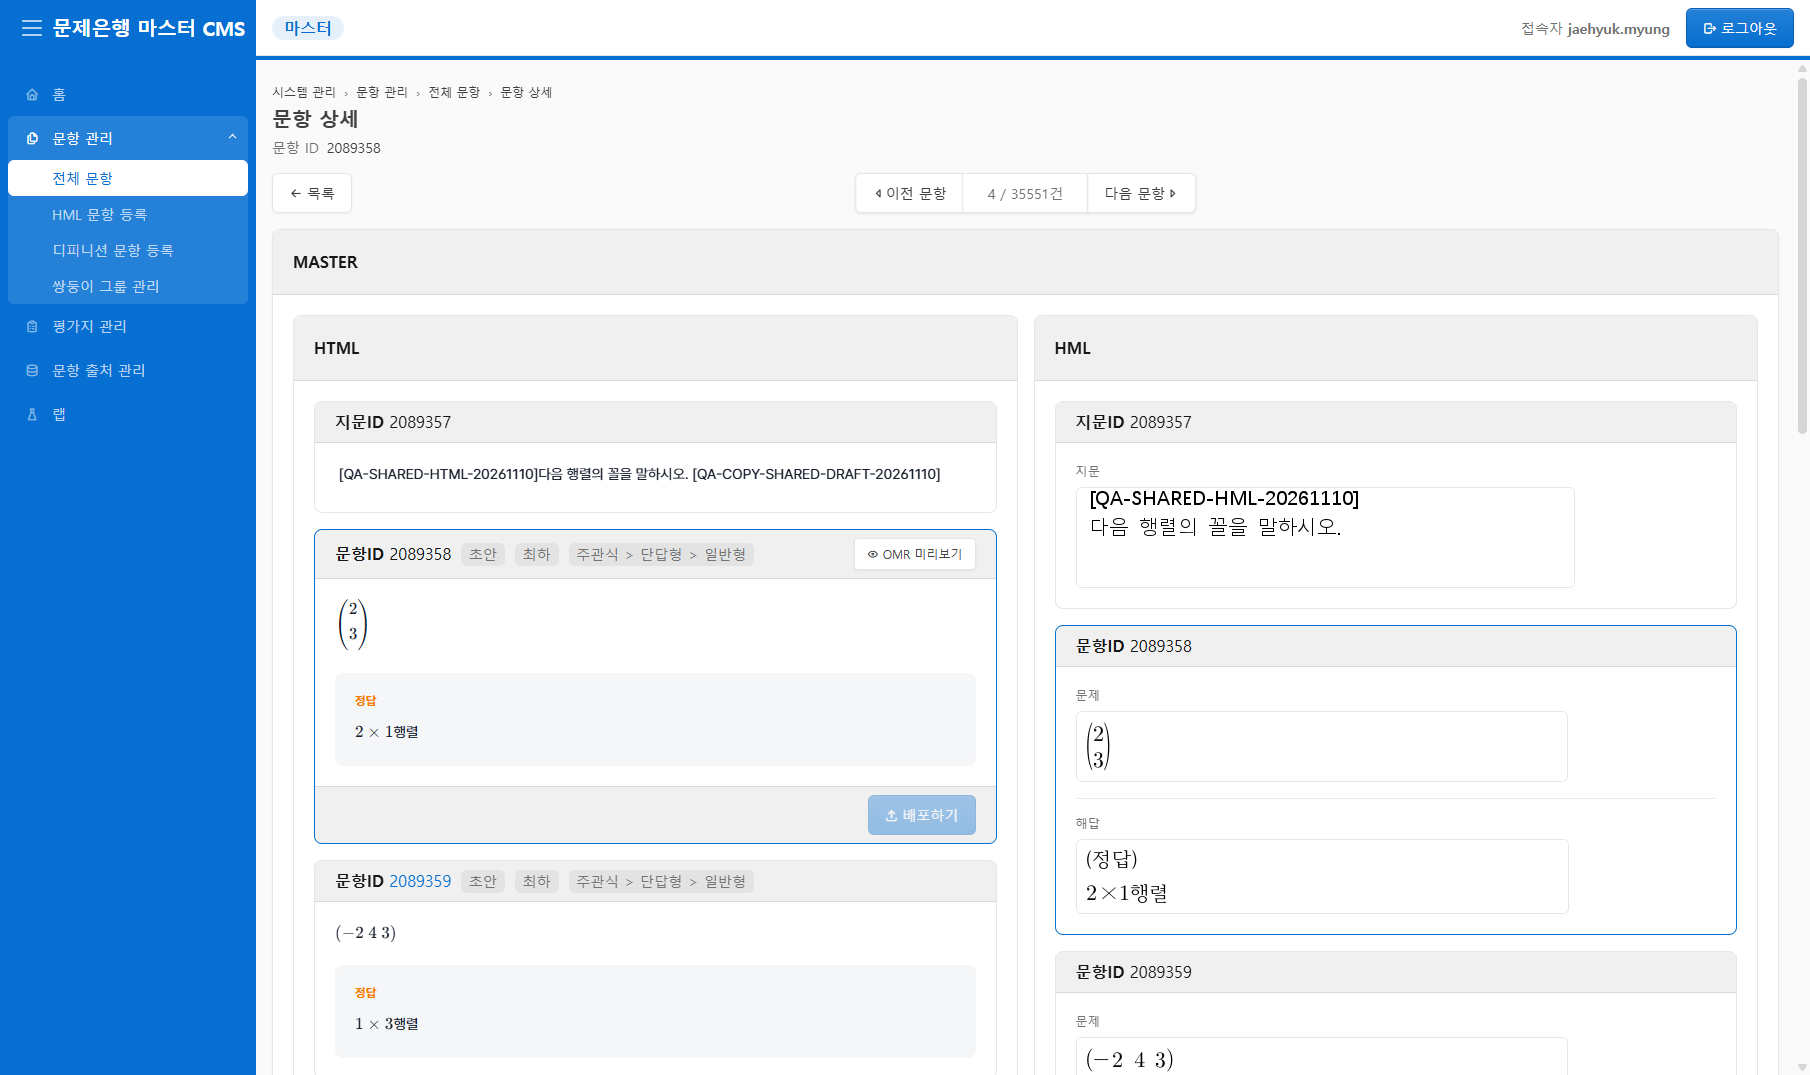 문제은행 마스터 CMS
홈
문항 관리
전체 문항
HML 문항 등록
디피니션 문항 등록
쌍둥이 그룹 관리
평가지 관리
문항 출처 관리
랩
마스터
접속자 jaehyuk.myung
로그아웃
시스템 관리 › 문항 관리 › 전체 문항 › 문항 상세
문항 상세
문항 ID 2089358
← 목록
이전 문항
4 / 35551건
다음 문항
MASTER
HTML
지문ID 2089357
[QA-SHARED-HTML-20261110]다음 행렬의 꼴을 말하시오. [QA-COPY-SHARED-DRAFT-20261110]
문항ID 2089358 초안 최하 주관식 > 단답형 > 일반형
OMR 미리보기
(2
3)
정답
2 × 1행렬
배포하기
문항ID 2089359 초안 최하 주관식 > 단답형 > 일반형
(−2 4 3)
정답
1 × 3행렬
HML
지문ID 2089357
지문
[QA-SHARED-HML-20261110]
다음 행렬의 꼴을 말하시오.
문항ID 2089358
문제
(2
3)
해답
(정답)
2×1행렬
문항ID 2089359
문제
(−2 4 3)